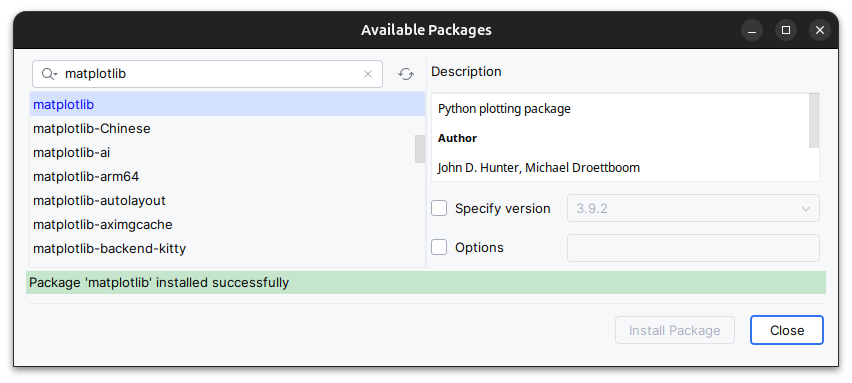 Available Packages
matplotlib
Description
matplotlib
matplotlib-Chinese
matplotlib-ai
matplotlib-arm64
matplotlib-autolayout
matplotlib-aximgcache
matplotlib-backend-kitty
Python plotting package
Author
John D. Hunter, Michael Droettboom
Specify version 3.9.2
Options
Package 'matplotlib' installed successfully
Install Package Close